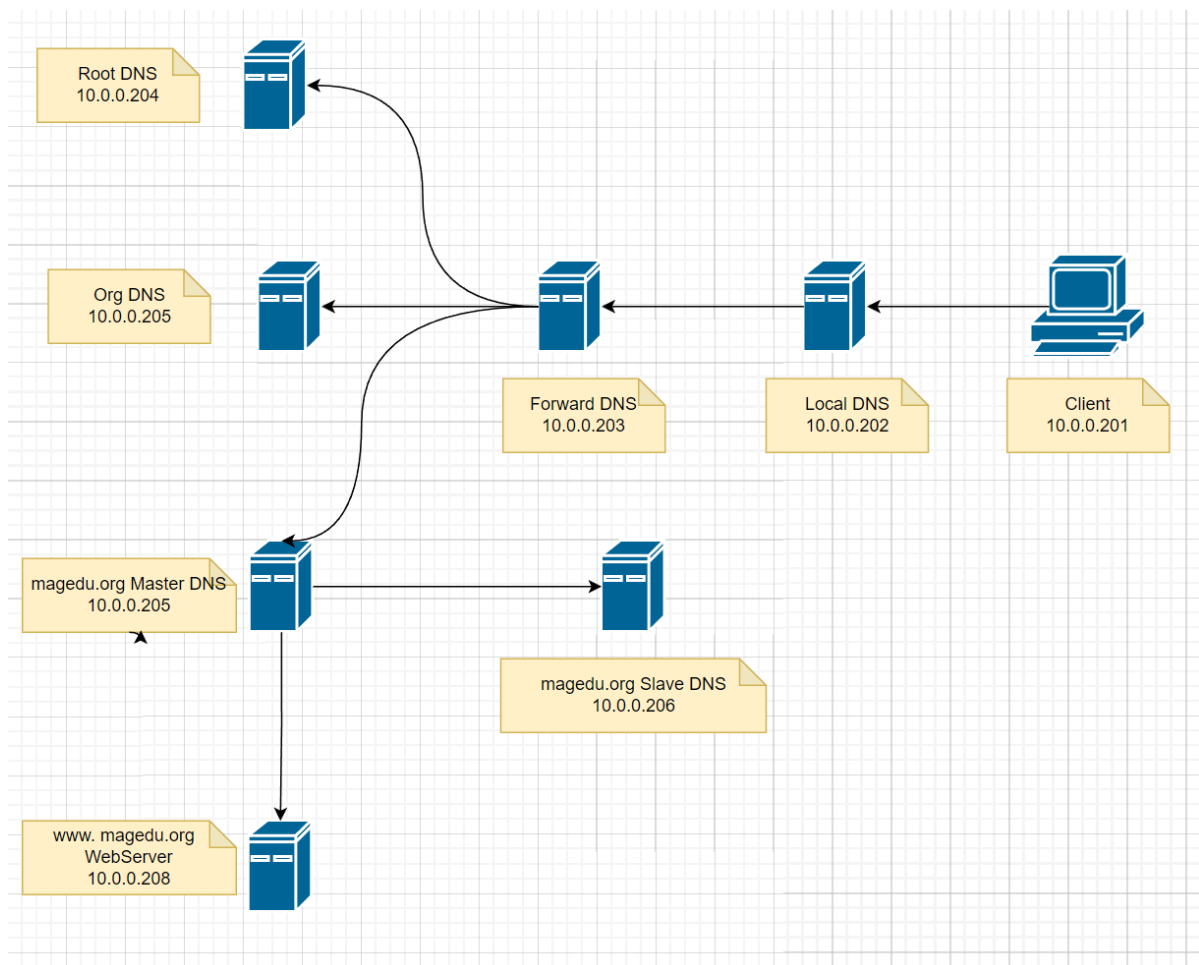 Root DNS
10.0.0.204
Org DNS
10.0.0.205
Forward DNS
10.0.0.203
Local DNS
10.0.0.202
Client
10.0.0.201
magedu.org Master DNS
10.0.0.205
magedu.org Slave DNS
10.0.0.206
www. magedu.org
WebServer
10.0.0.208